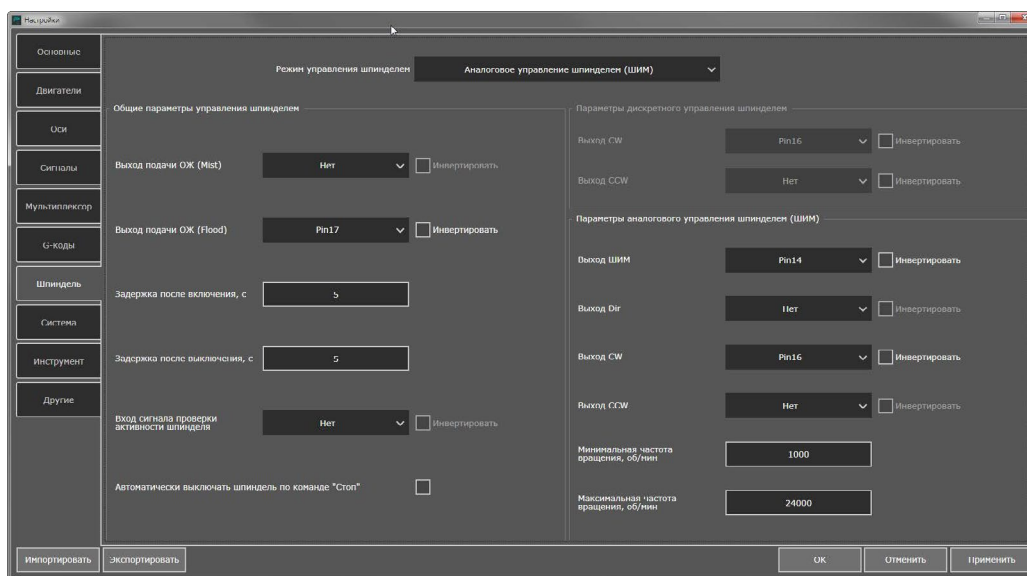 Настройки
Основные
Двигатели
Оси
Сигналы
Мультиплексор
G-коды
Шпиндель
Система
Инструмент
Другие
Режим управления шпинделем Аналоговое управление шпинделем (ШИМ)
Общие параметры управления шпинделем
Выход подачи ОЖ (Mist) Нет Инвертировать
Выход подачи ОЖ (Flood) Pin17 Инвертировать
Задержка после включения, с 5
Задержка после выключения, с 5
Вход сигнала проверки
активности шпинделя Нет Инвертировать
Автоматически выключать шпиндель по команде "Стоп"
Параметры дискретного управления шпинделем
Выход CW Pin16 Инвертировать
Выход CCW Нет Инвертировать
Параметры аналогового управления шпинделем (ШИМ)
Выход ШИМ Pin14 Инвертировать
Выход Dir Нет Инвертировать
Выход CW Pin16 Инвертировать
Выход CCW Нет Инвертировать
Минимальная частота
вращения, об/мин 1000
Максимальная частота
вращения, об/мин 24000
Импортировать Экспортировать OK Отменить Применить